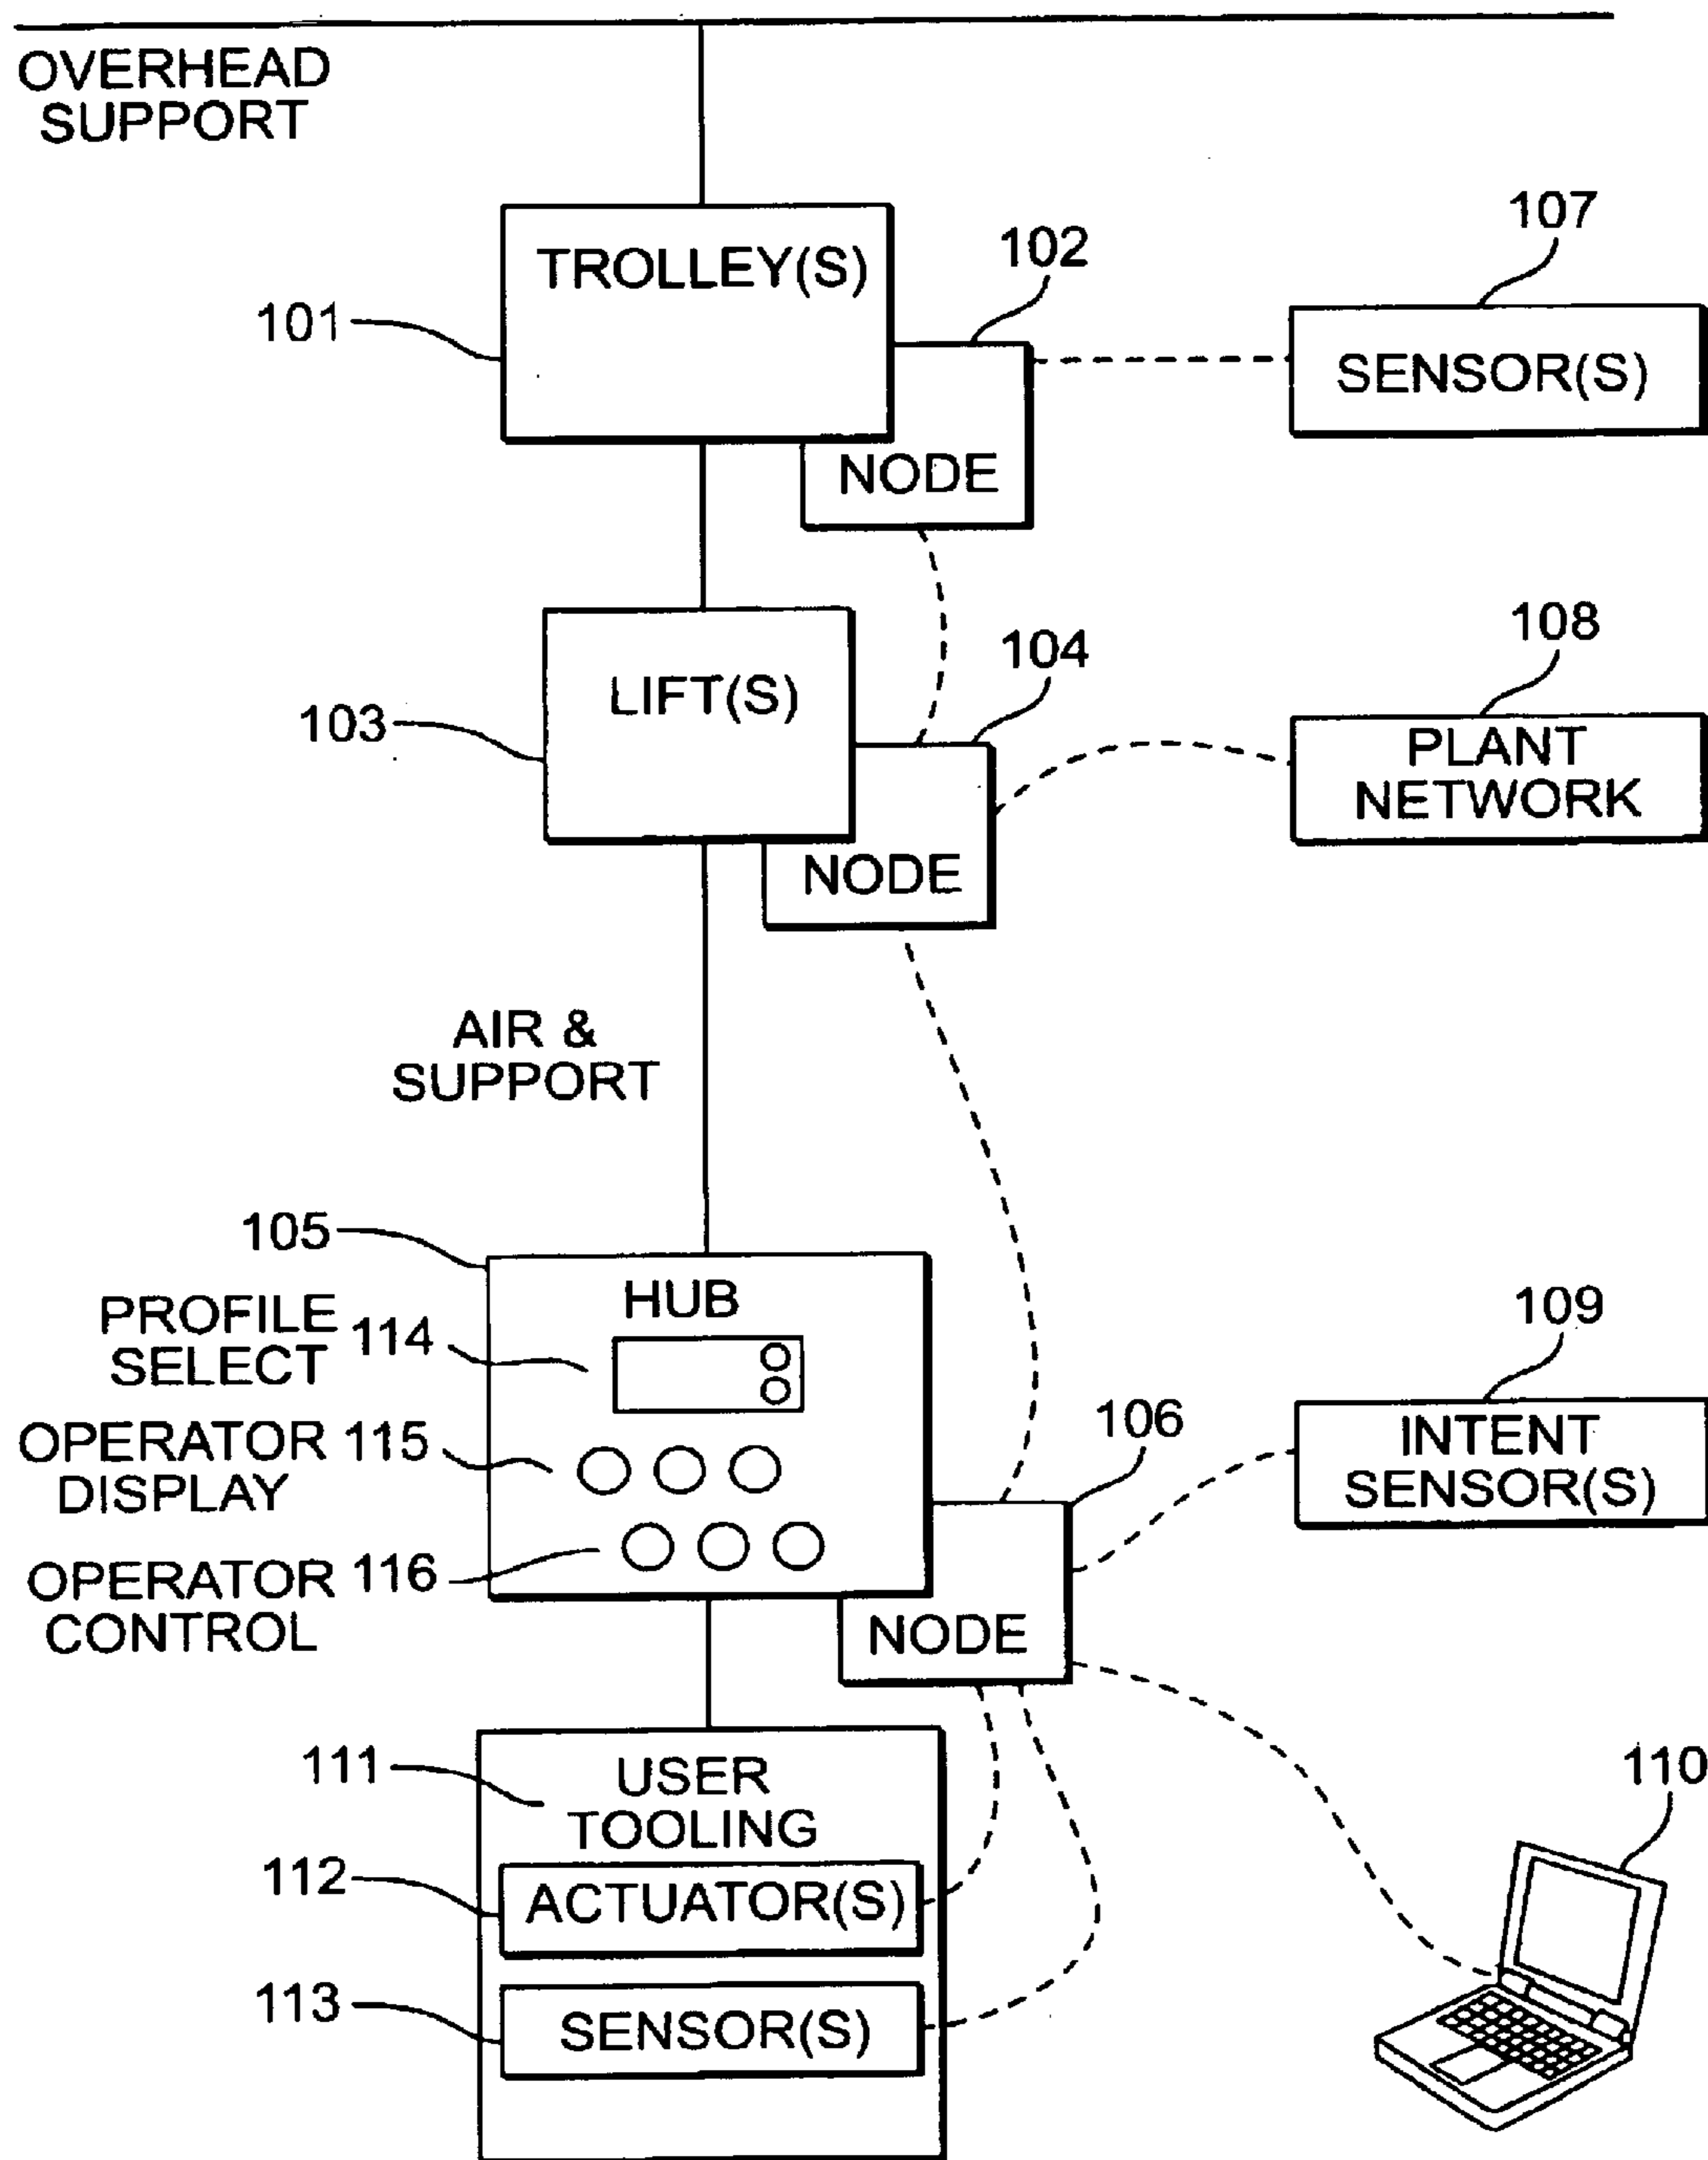 OVERHEAD
SUPPORT
107
102
TROLLEY(S)
101
SENSOR(S)
NODE
108
104
LIFT(S)
103
PLANT
NETWORK
NODE
AIR &
SUPPORT
105
HUB
109
PROFILE
SELECT
114
106
OPERATOR
DISPLAY
115
INTENT
SENSOR(S)
116
OPERATOR
CONTROL
NODE
111
USER
TOOLING
110
112
ACTUATOR(S)
113
SENSOR(S)